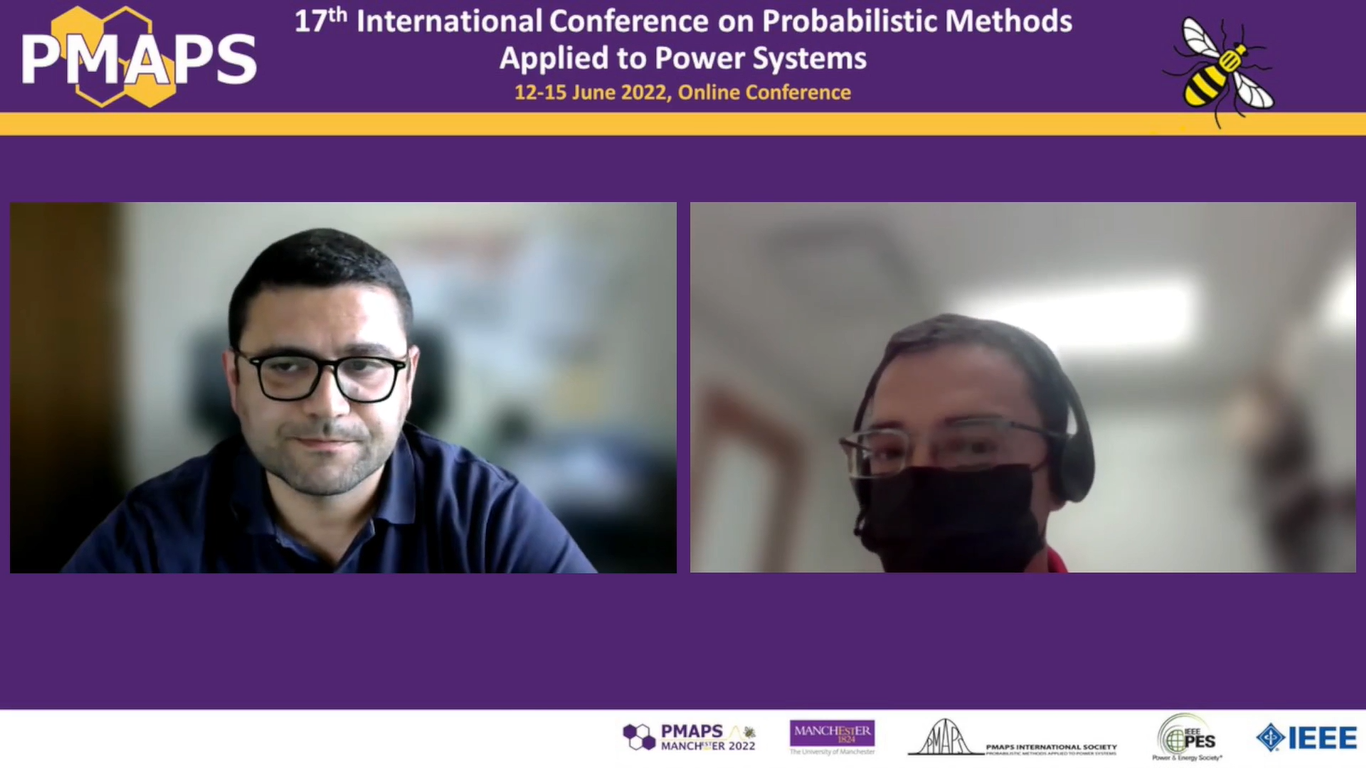 PMAPS
17th International Conference on Probabilistic Methods
Applied to Power Systems
12-15 June 2022, Online Conference
PMAPS
MANCHESTER 2022
MANCHESTER
1824
The University of Manchester
PMAPS
PMAPS INTERNATIONAL SOCIETY
PROBABILISTIC METHODS APPLIED TO POWER SYSTEMS
IEEE
PES
Power & Energy Society™
IEEE